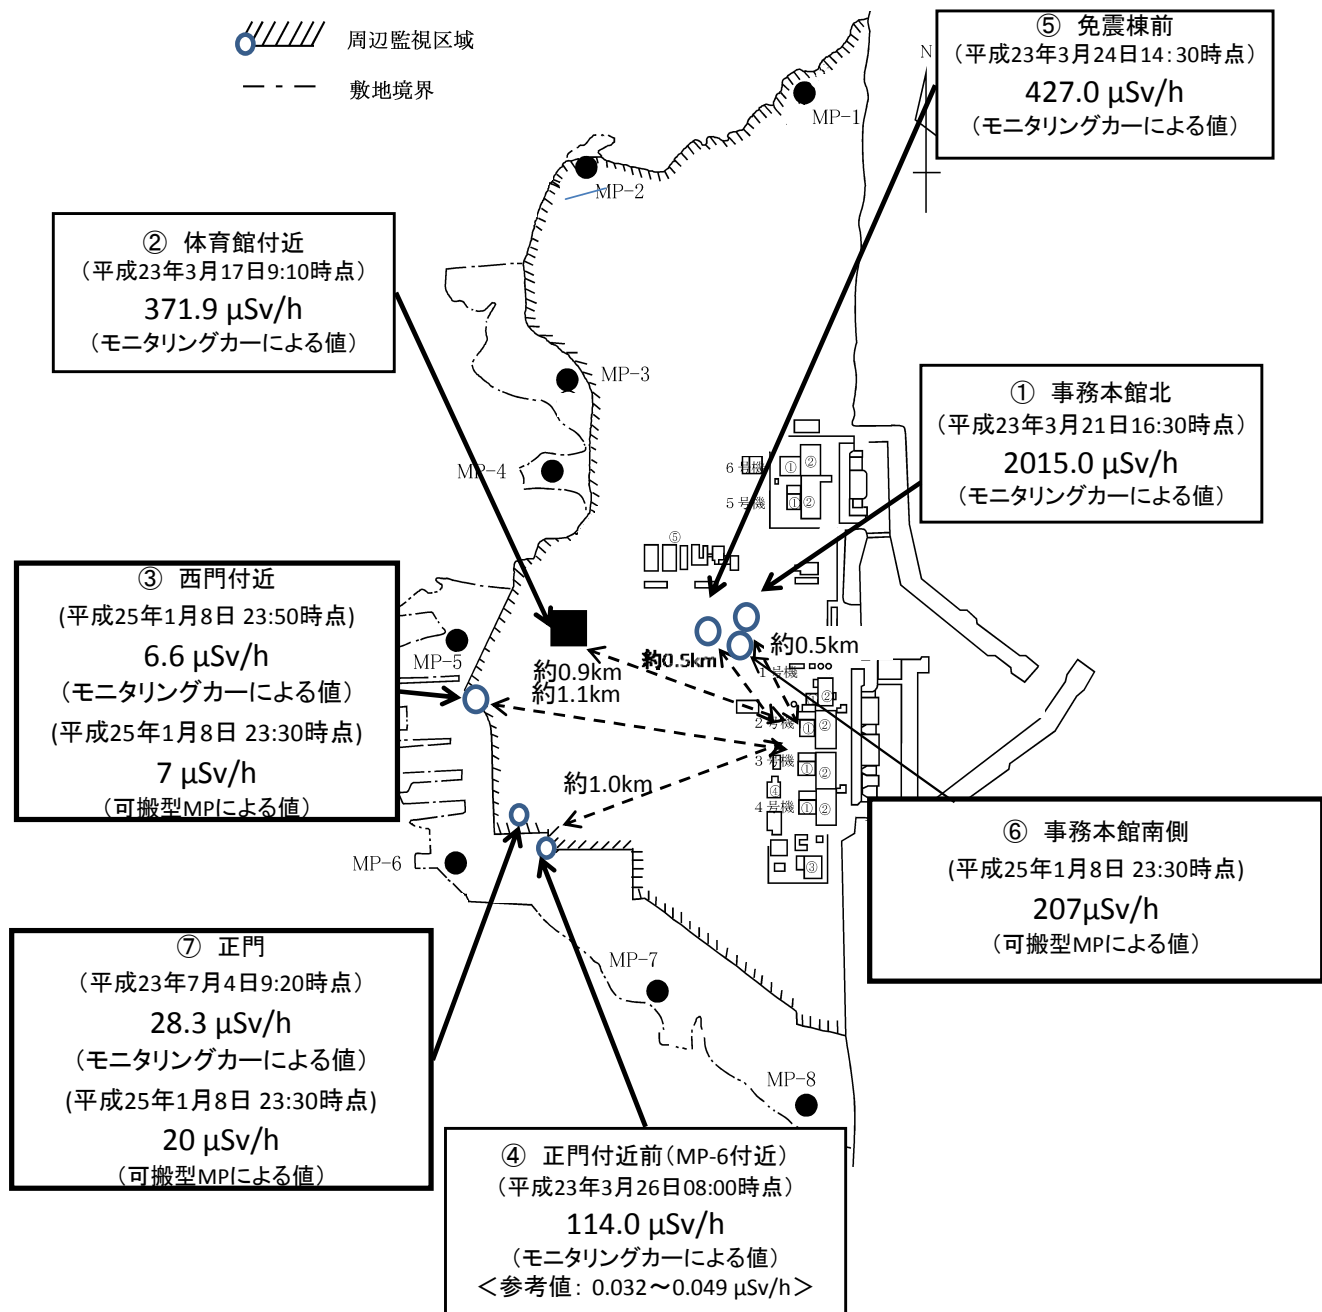 周辺監視区域
敷地境界
⑤ 免震棟前
（平成23年3月24日14:30時点）
427.0 μSv/h
（モニタリングカーによる値）
N
MP-1
MP-2
② 体育館付近
（平成23年3月17日9:10時点）
371.9 μSv/h
（モニタリングカーによる値）
MP-3
① 事務本館北
（平成23年3月21日16:30時点）
2015.0 μSv/h
（モニタリングカーによる値）
MP-4
6号機
① ②
5号機
① ②
⑤
③ 西門付近
(平成25年1月8日 23:50時点)
6.6 μSv/h
（モニタリングカーによる値）
(平成25年1月8日 23:30時点)
7 μSv/h
（可搬型MPによる値）
MP-5
約0.9km
約1.1km
約0.5km
約0.5km
1号機
②
2号機
① ②
3号機
① ②
④
4号機
① ②
③
約1.0km
MP-6
⑥ 事務本館南側
(平成25年1月8日 23:30時点)
207μSv/h
（可搬型MPによる値）
⑦ 正門
（平成23年7月4日9:20時点）
28.3 μSv/h
（モニタリングカーによる値）
(平成25年1月8日 23:30時点)
20 μSv/h
（可搬型MPによる値）
MP-7
MP-8
④ 正門付近前（MP-6付近）
（平成23年3月26日08:00時点）
114.0 μSv/h
（モニタリングカーによる値）
＜参考値：0.032～0.049 μSv/h＞